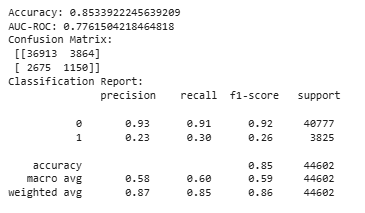 Accuracy: 0.8533922245639209
AUC-ROC: 0.7761504218464818
Confusion Matrix:
[[36913 3864]
[ 2675 1150]]
Classification Report:
precision recall f1-score support
0 0.93 0.91 0.92 40777
1 0.23 0.30 0.26 3825
accuracy 0.85 44602
macro avg 0.58 0.60 0.59 44602
weighted avg 0.87 0.85 0.86 44602